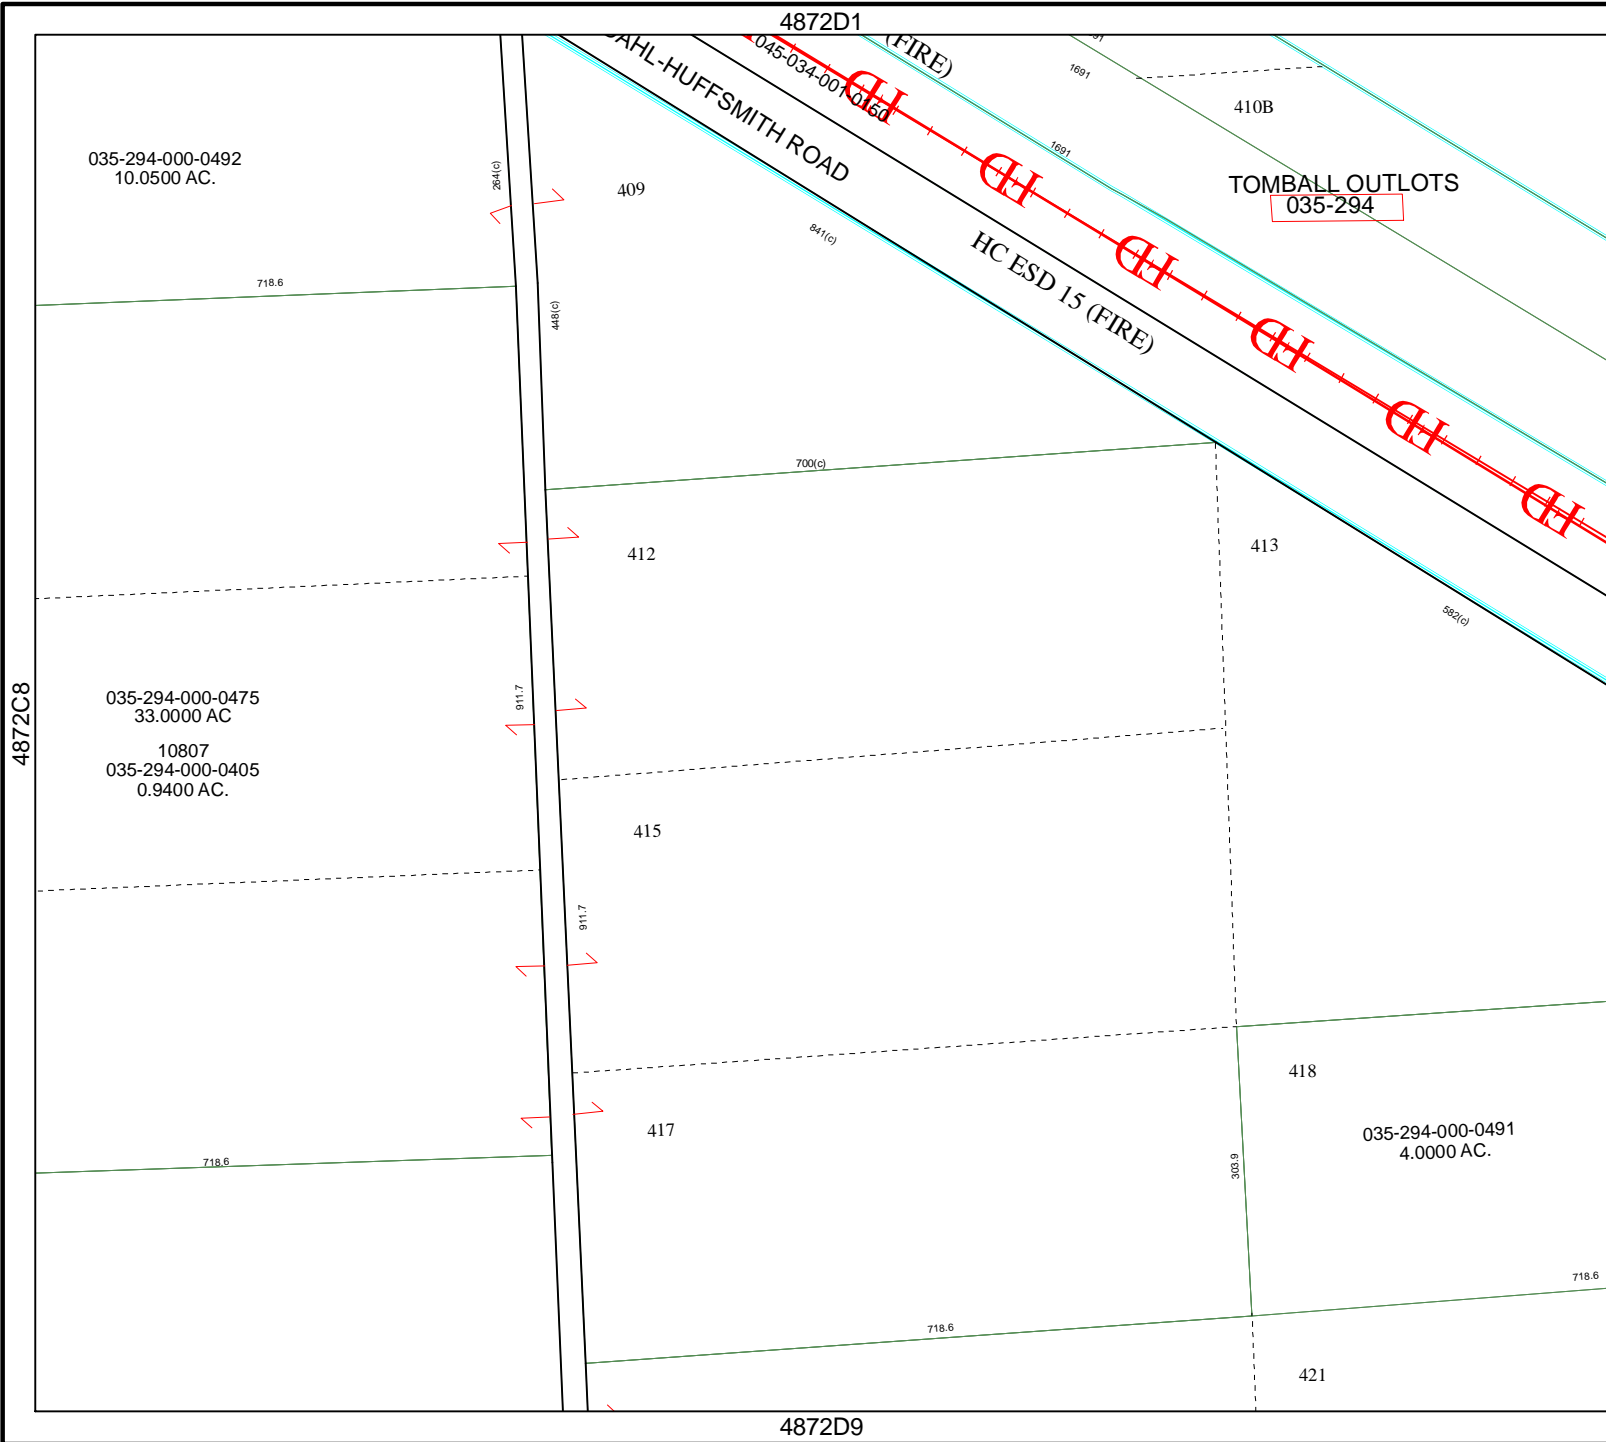 4872D1
(FIRE)
91
1691
045-034-001-0150
410B
DAHL-HUFFSMITH ROAD
1691
035-294-000-0492
10.0500 AC.
264(c)
409
TOMBALL OUTLOTS
035-294
841(c)
HC ESD 15 (FIRE)
718.6
448(c)
700(c)
412
413
582(c)
4872C8
035-294-000-0475
33.0000 AC
10807
035-294-000-0405
0.9400 AC.
911.7
415
911.7
418
417
035-294-000-0491
4.0000 AC.
718.6
303.9
718.6
718.6
421
4872D9